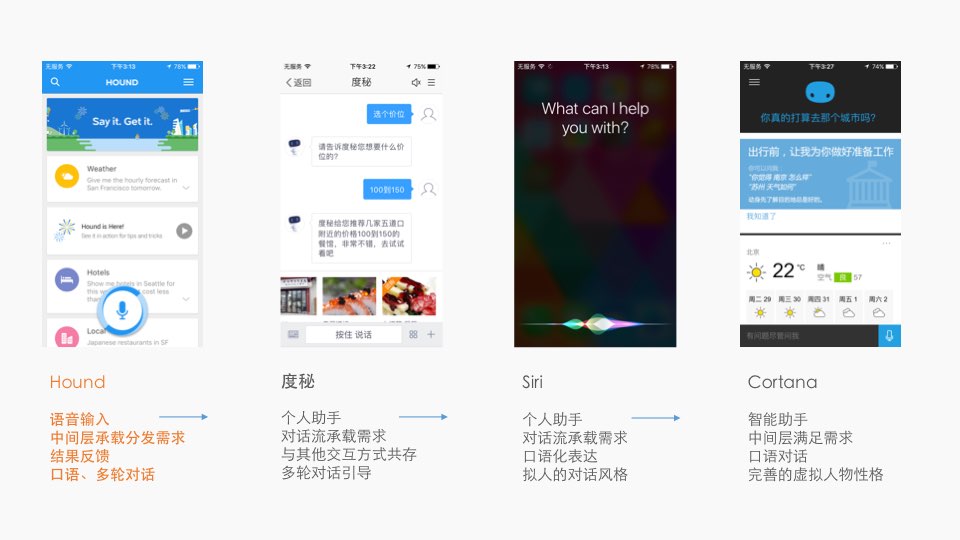 无服务 下午3:13 78%
HOUND
Say it. Get it.
Weather
Give me the hourly forecast in
San Francisco tomorrow.
Hound is Here!
See it in action for tips and tricks
Hotels
Show me hotels in Seattle for
this cost less
than
Local
Japanese restaurants in SF
无服务 下午3:22 75%
返回 度秘
选个价位
请告诉度秘您想要什么价
位的?
100到150
度秘给您推荐几家五道口
附近的价格100到150的
餐馆，非常不错，去试试
看吧
按住 说话
无服务 下午3:13 78%
What can I help
you with?
无服务 下午3:27 74%
你真的打算去那个城市吗?
出行前，让我为你做好准备工作
你可以问我:
“你觉得 南京 怎么样”
“苏州 天气如何”
动身先了解目的地总是好的。
我知道了
北京
22 °C 晴
空气 良 57
周二 29 周三 30 周四 31 周五 1 周六 2
有问题尽管问我
Hound
语音输入
中间层承载分发需求
结果反馈
口语、多轮对话
度秘
个人助手
对话流承载需求
与其他交互方式共存
多轮对话引导
Siri
个人助手
对话流承载需求
口语化表达
拟人的对话风格
Cortana
智能助手
中间层满足需求
口语对话
完善的虚拟人物性格